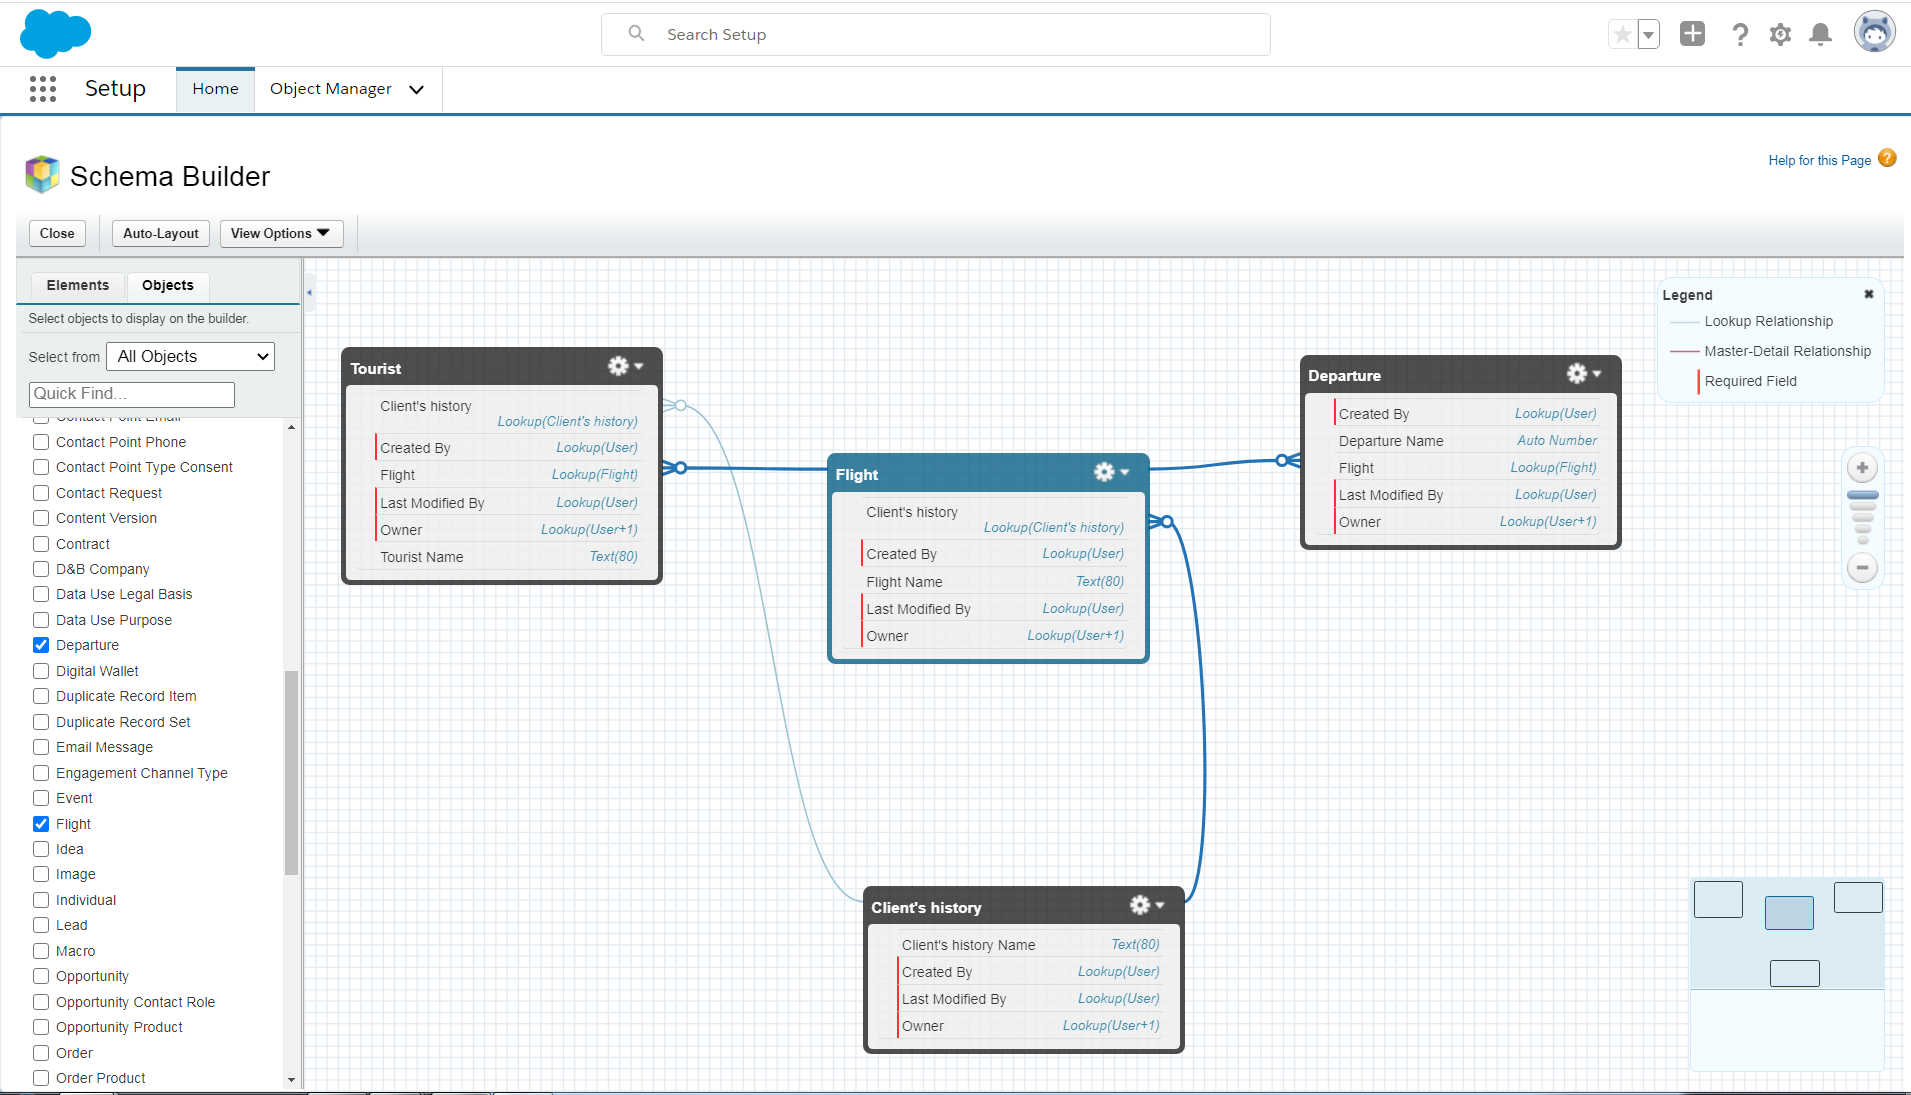 Search Setup
Setup
Home
Object Manager
Schema Builder
Help for this Page
?
Close
Auto-Layout
View Options
Elements
Objects
Select objects to display on the builder.
Select from
All Objects
Quick Find...
Contact Point Email
Contact Point Phone
Contact Point Type Consent
Contact Request
Content Version
Contract
D&B Company
Data Use Legal Basis
Data Use Purpose
Departure
Digital Wallet
Duplicate Record Item
Duplicate Record Set
Email Message
Engagement Channel Type
Event
Flight
Idea
Image
Individual
Lead
Macro
Opportunity
Opportunity Contact Role
Opportunity Product
Order
Order Product
Tourist
Client's history
Lookup(Client's history)
Created By Lookup(User)
Flight Lookup(Flight)
Last Modified By Lookup(User)
Owner Lookup(User+1)
Tourist Name Text(80)
Flight
Client's history
Lookup(Client's history)
Created By Lookup(User)
Flight Name Text(80)
Last Modified By Lookup(User)
Owner Lookup(User+1)
Departure
Created By Lookup(User)
Departure Name Auto Number
Flight Lookup(Flight)
Last Modified By Lookup(User)
Owner Lookup(User+1)
Client's history
Client's history Name Text(80)
Created By Lookup(User)
Last Modified By Lookup(User)
Owner Lookup(User+1)
Legend
Lookup Relationship
Master-Detail Relationship
Required Field